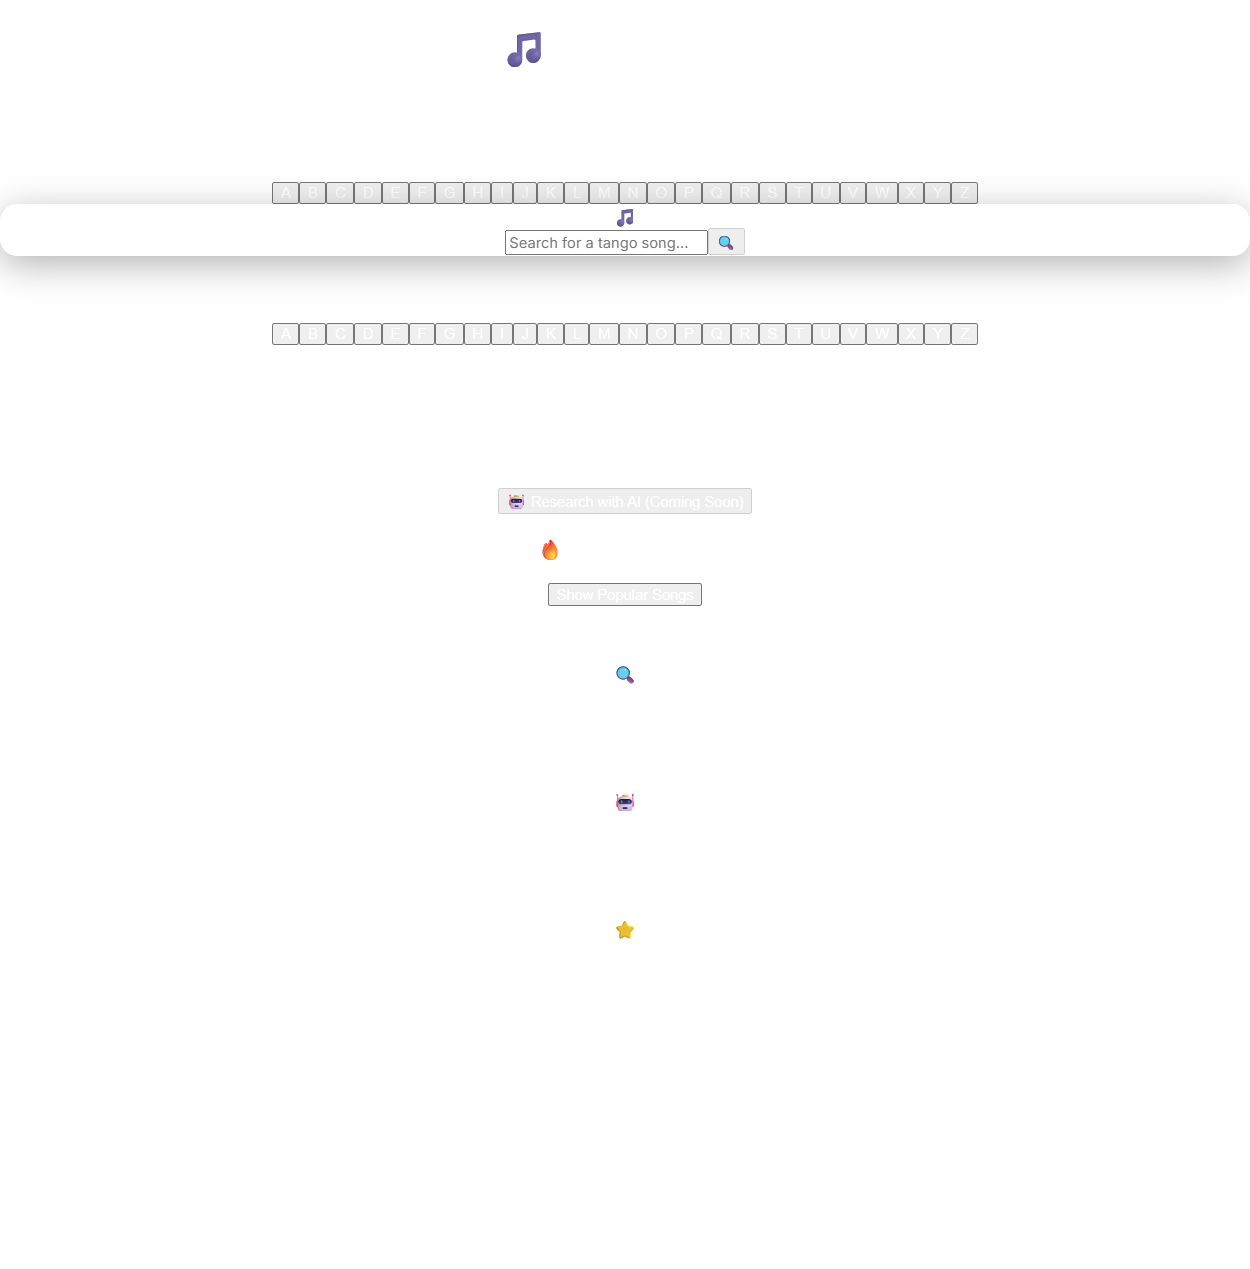 A B C D E F G H I J K L M N O P Q R S T U V W X Y Z
Search for a tango song...
A B C D E F G H I J K L M N O P Q R S T U V W X Y Z
Research with AI (Coming Soon)
Show Popular Songs